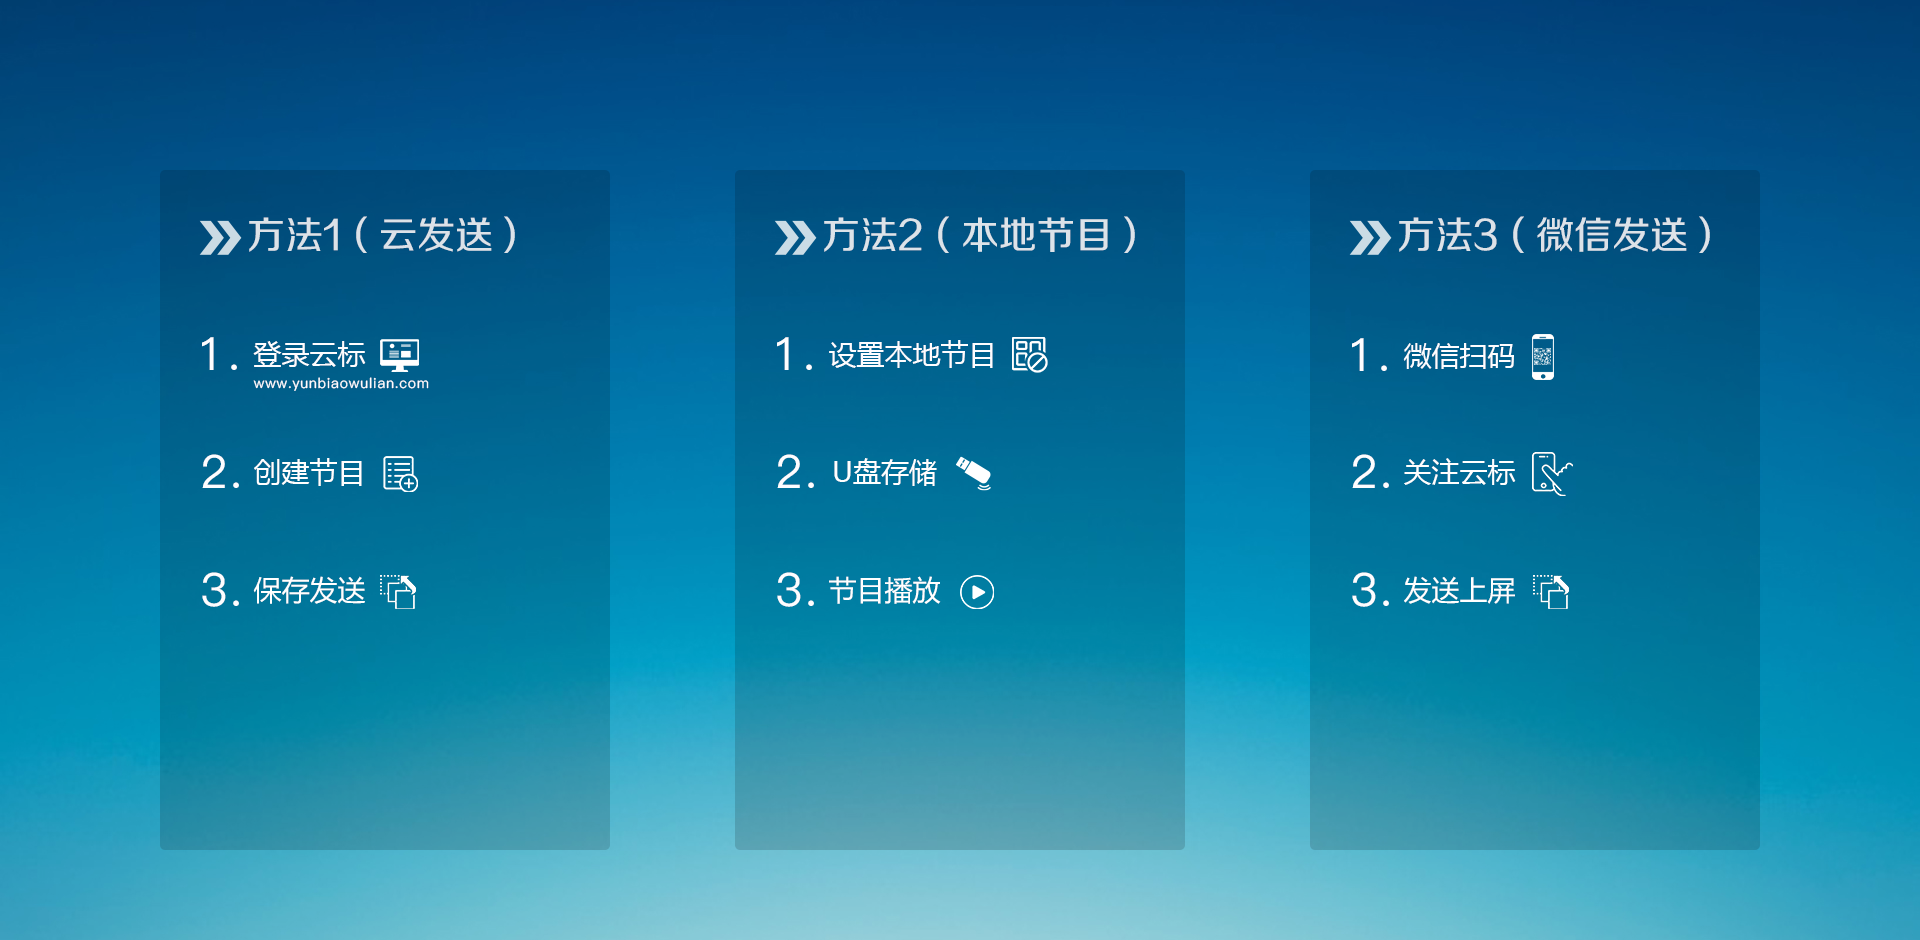 方法1（云发送）
1. 登录云标
www.yunbiaowulian.com
2. 创建节目
3. 保存发送
方法2（本地节目）
1. 设置本地节目
2. U盘存储
3. 节目播放
方法3（微信发送）
1. 微信扫码
2. 关注云标
3. 发送上屏